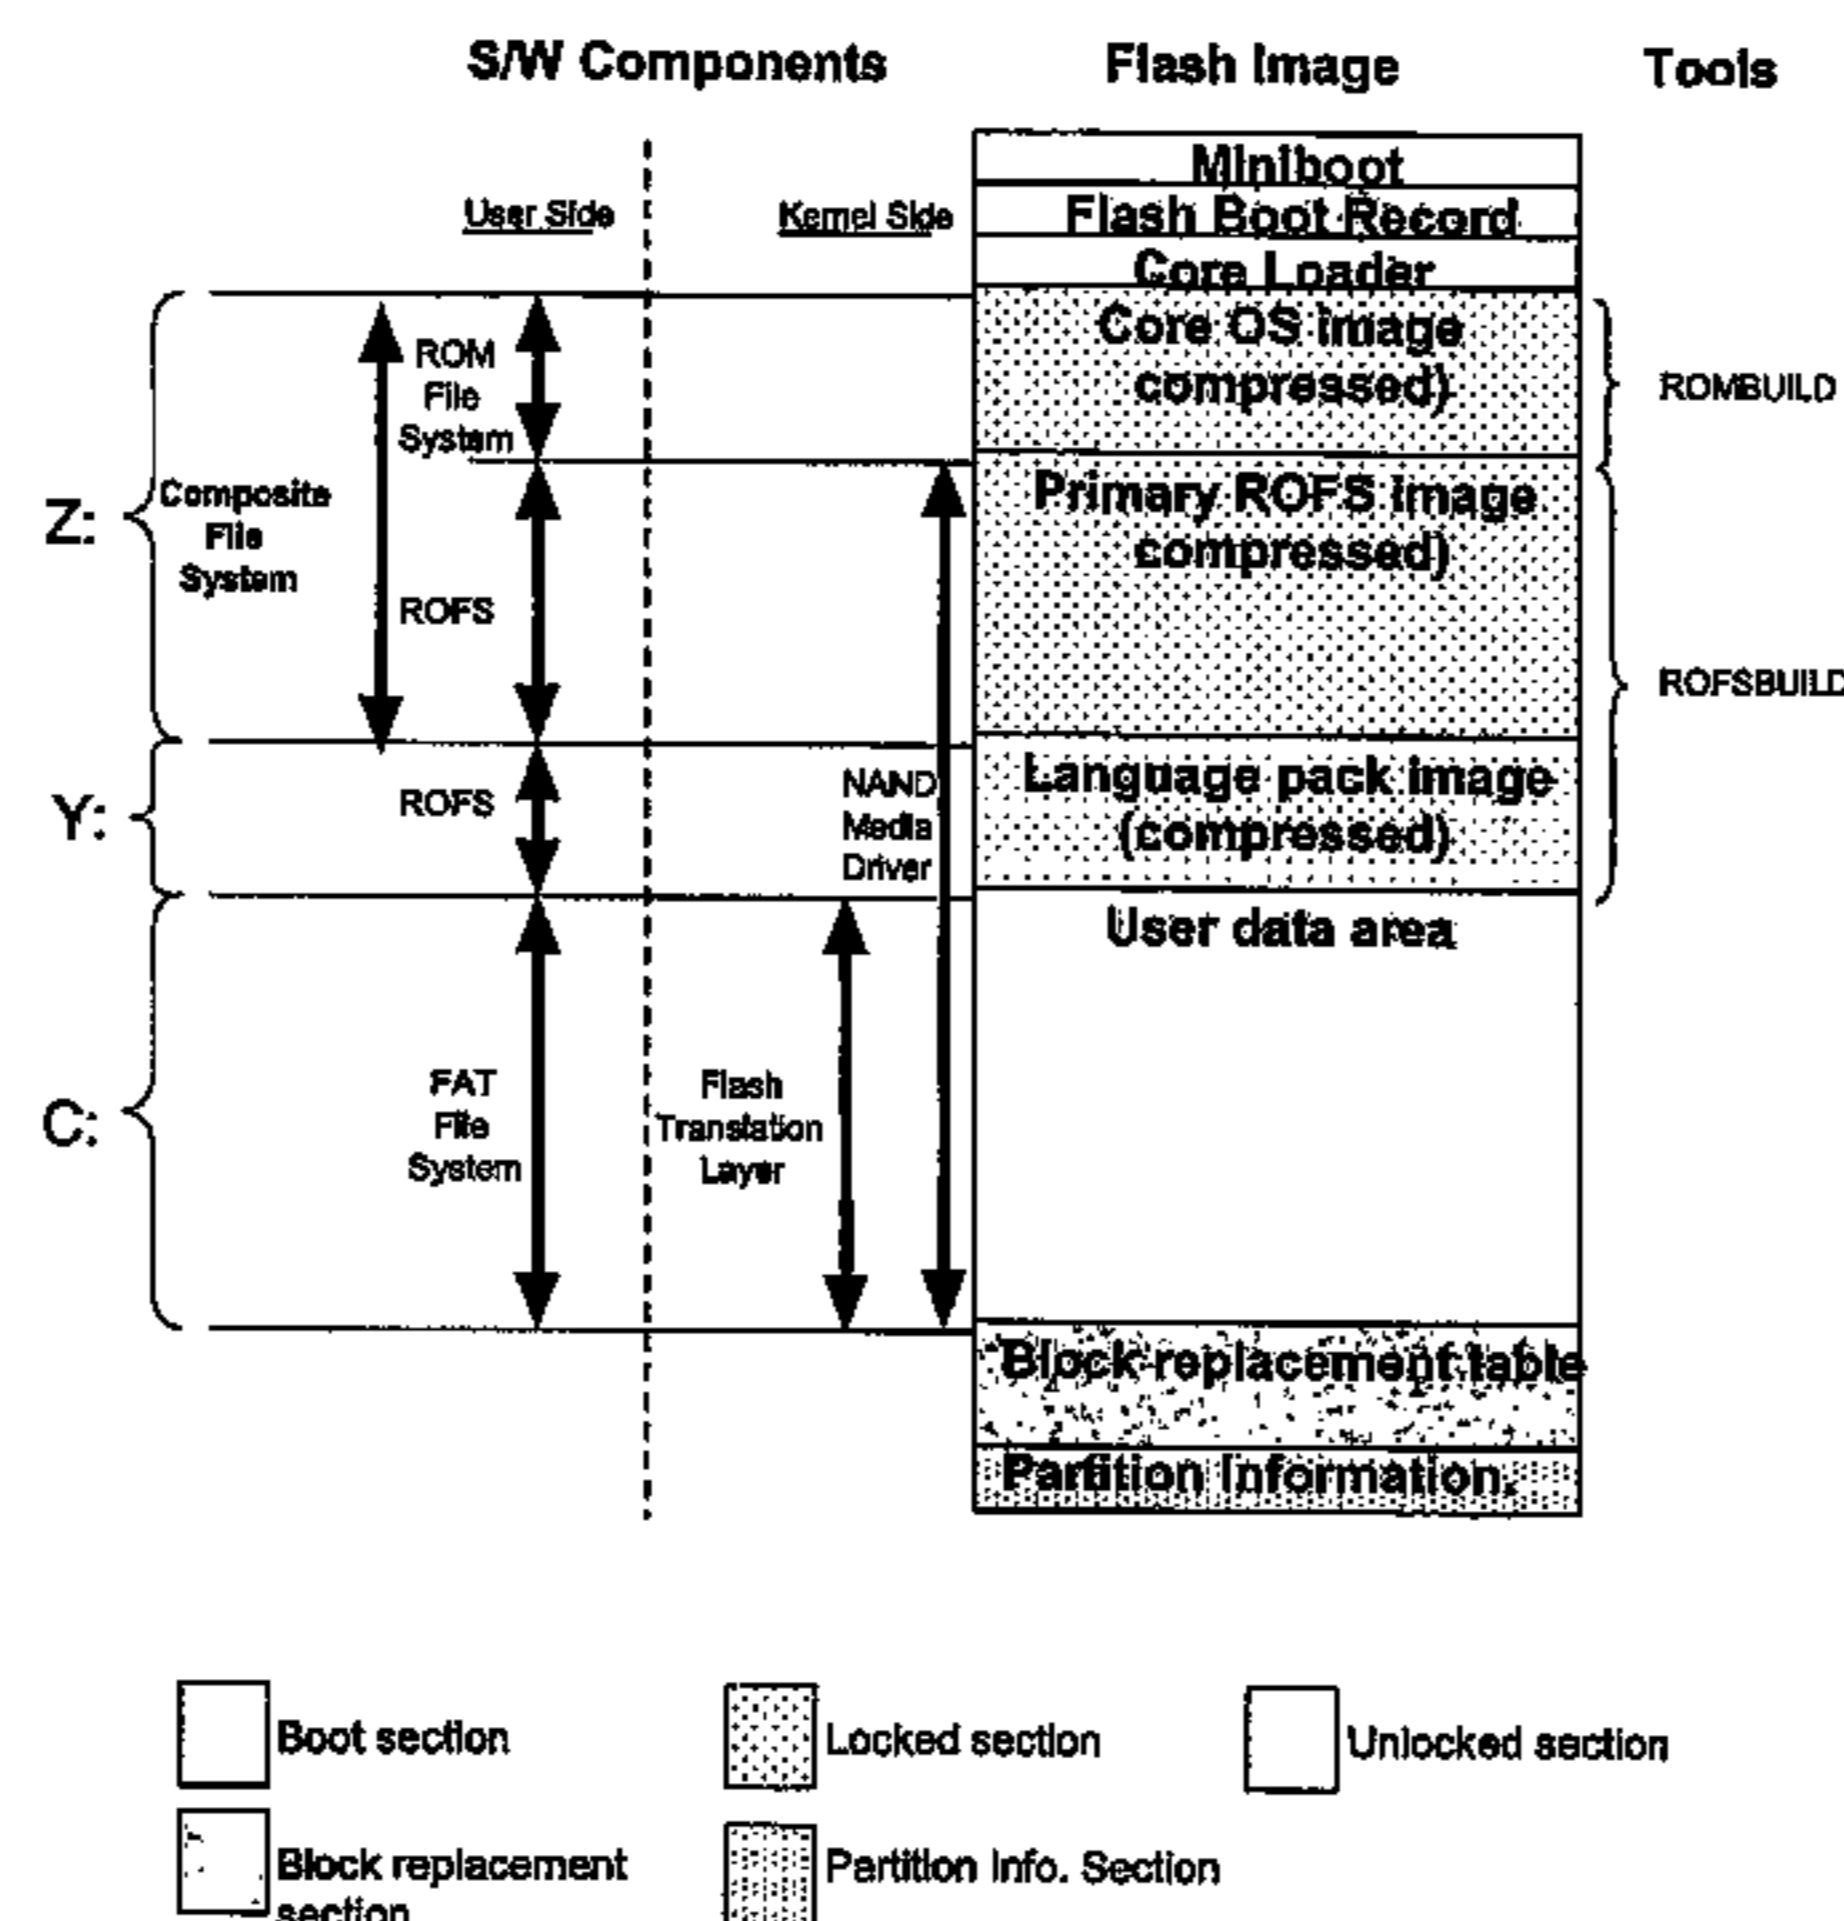 S/W Components Flash Image Tools
User Side Kernel Side
Miniboot
Flash Boot Record
Core Loader
Core OS image
compressed)
ROMBUILD
ROM
File
System
Primary ROFS image
compressed)
Z:
Composite
File
System
ROFS
ROFSBUILD
Y:
ROFS
NAND
Media
Driver
Language pack image
(compressed)
User data area
C:
FAT
File
System
Flash
Translation
Layer
Block replacement table
Partition Information.
Boot section
Locked section
Unlocked section
Block replacement
section
Partition Info. Section